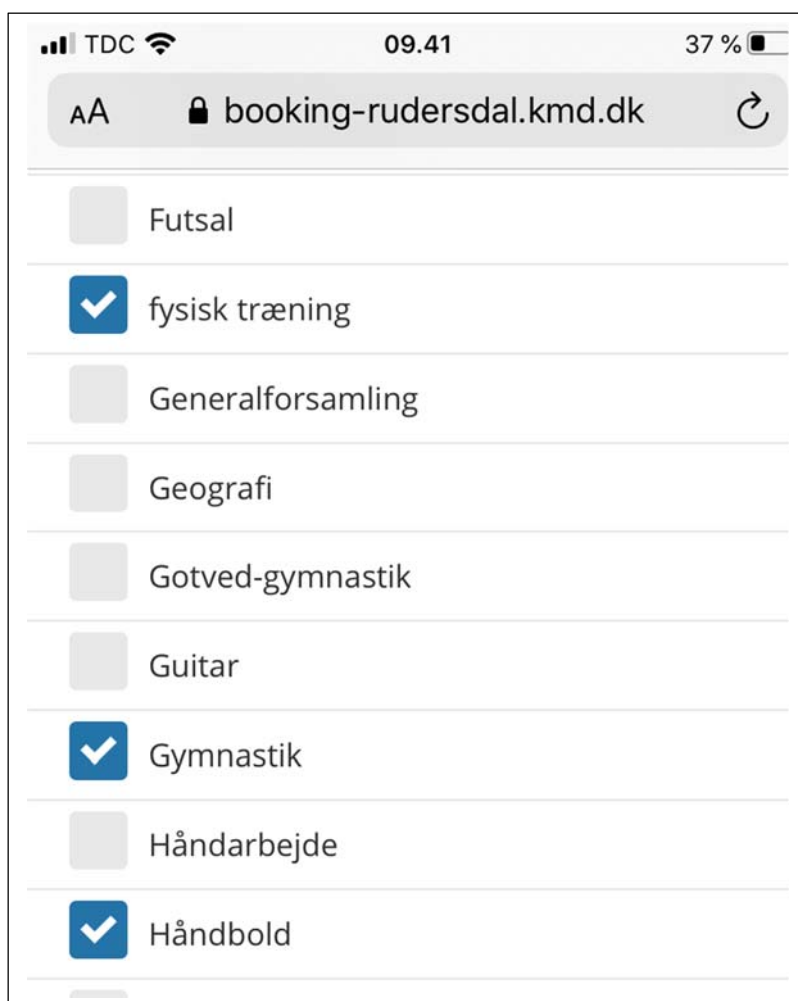 TDC 09.41 37 %
AA booking-rudersdal.kmd.dk
Futsal
fysisk træning
Generalforsamling
Geografi
Gotved-gymnastik
Guitar
Gymnastik
Håndarbejde
Håndbold